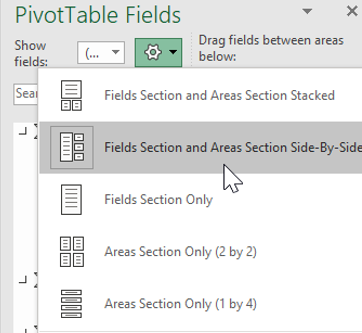 PivotTable Fields
Show fields:
(...
Drag fields between areas below:
Sear
Fields Section and Areas Section Stacked
Fields Section and Areas Section Side-By-Side
Fields Section Only
Areas Section Only (2 by 2)
Areas Section Only (1 by 4)